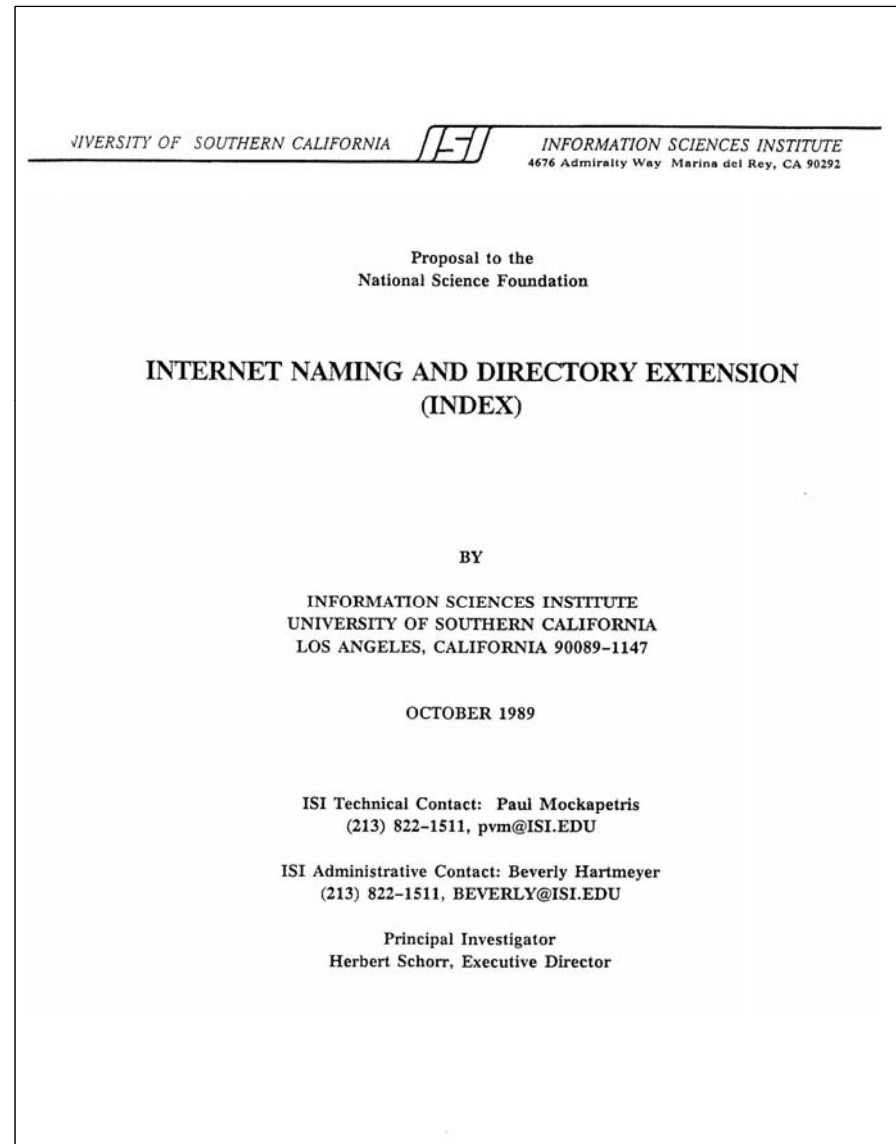 UNIVERSITY OF SOUTHERN CALIFORNIA
ISI
INFORMATION SCIENCES INSTITUTE
4676 Admiralty Way Marina del Rey, CA 90292
Proposal to the
National Science Foundation
INTERNET NAMING AND DIRECTORY EXTENSION
(INDEX)
BY
INFORMATION SCIENCES INSTITUTE
UNIVERSITY OF SOUTHERN CALIFORNIA
LOS ANGELES, CALIFORNIA 90089-1147
OCTOBER 1989
ISI Technical Contact: Paul Mockapetris
(213) 822-1511, pvm@ISI.EDU
ISI Administrative Contact: Beverly Hartmeyer
(213) 822-1511, BEVERLY@ISI.EDU
Principal Investigator
Herbert Schorr, Executive Director